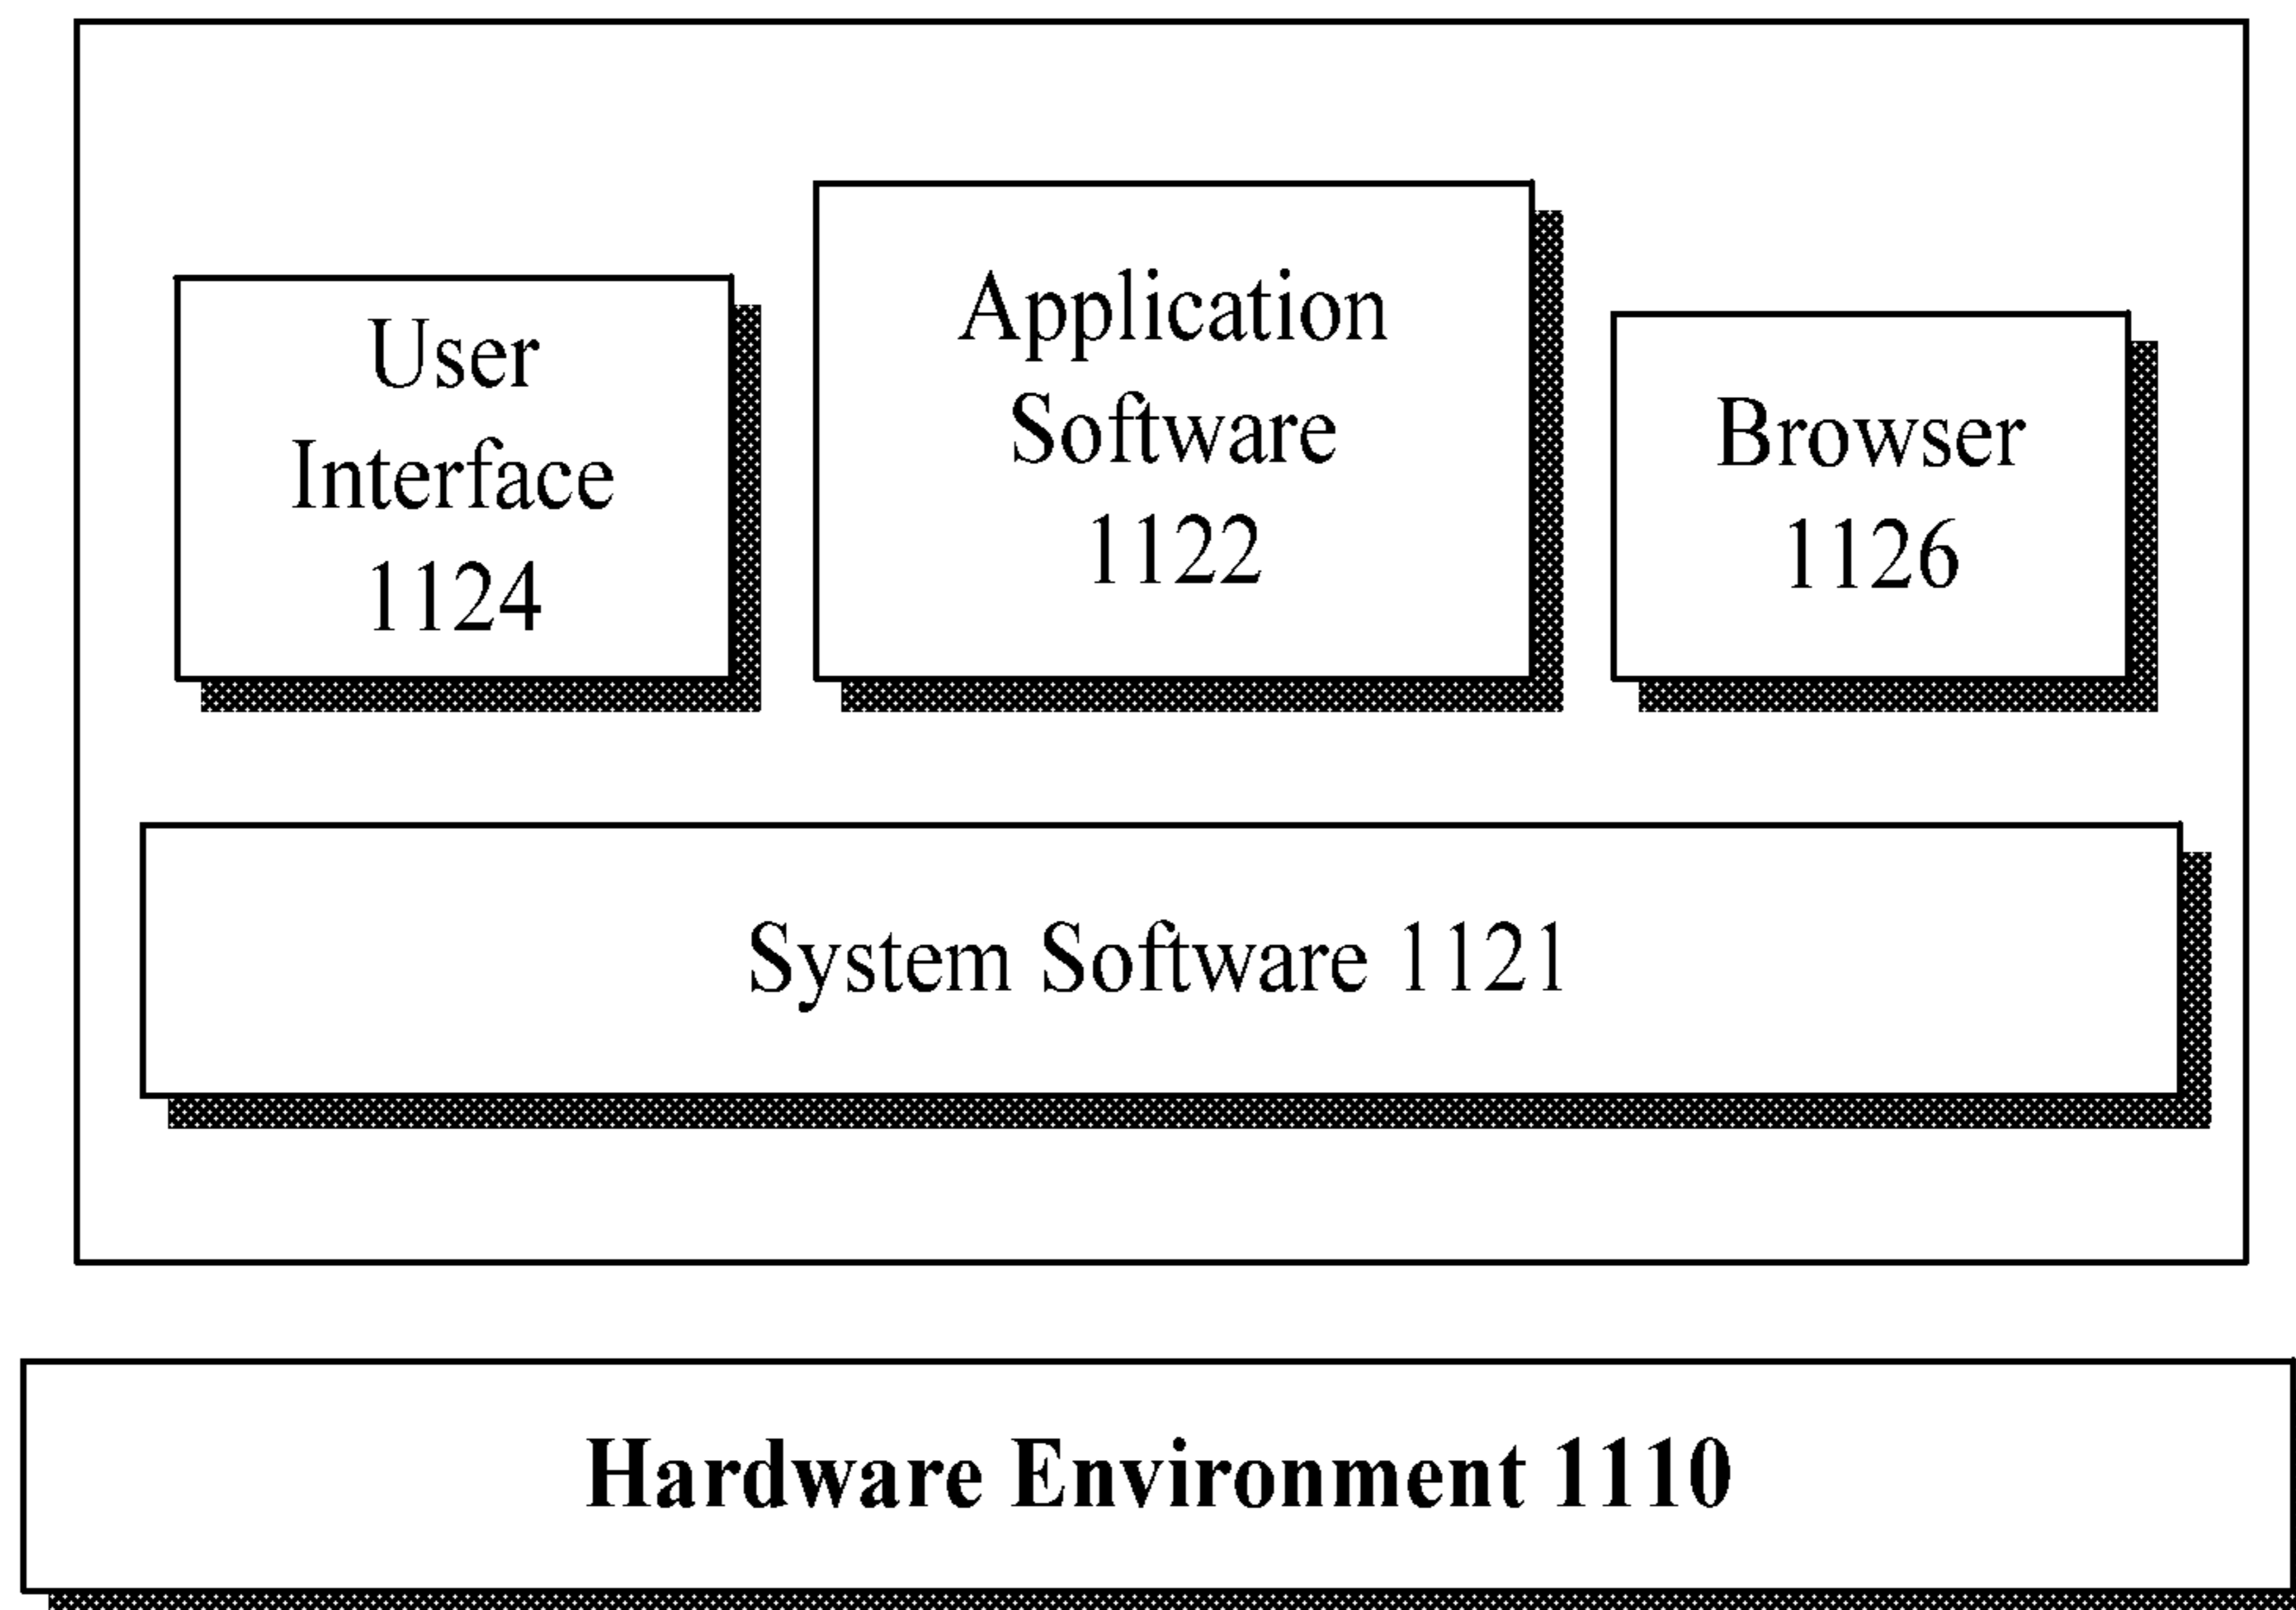 User
Interface
1124
Application
Software
1122
Browser
1126
System Software 1121
Hardware Environment 1110